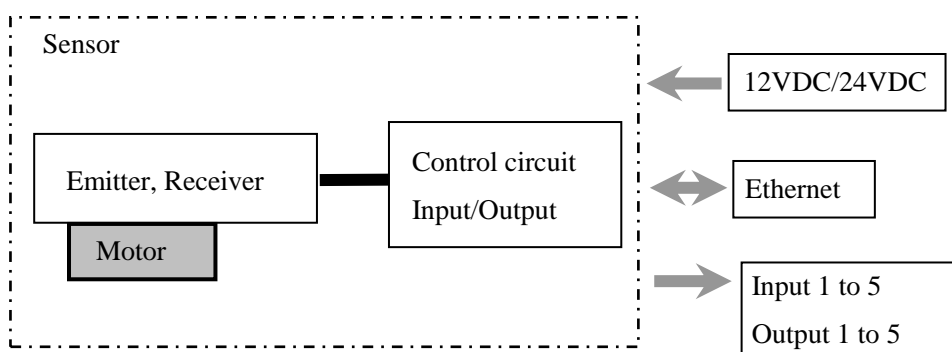 Sensor
12VDC/24VDC
Emitter, Receiver
Control circuit
Input/Output
Ethernet
Motor
Input 1 to 5
Output 1 to 5